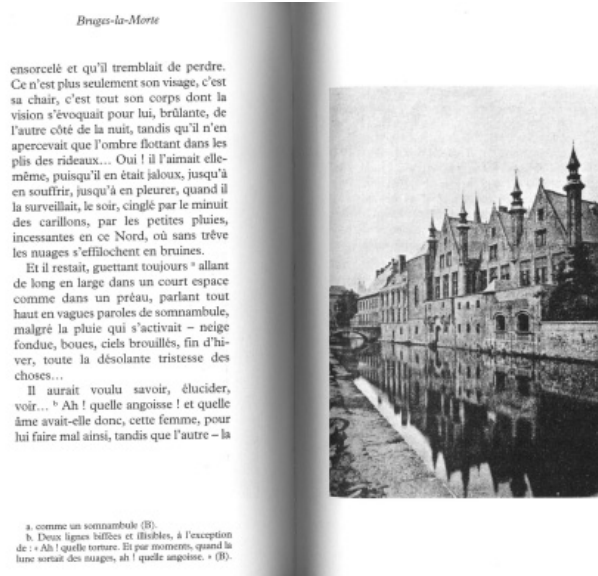 Bruges-la-Morte
ensorcelé et qu'il tremblait de perdre.
Ce n'est plus seulement son visage, c'est
sa chair, c'est tout son corps dont la
vision s'évoquait pour lui, brûlante, de
l'autre côté de la nuit, tandis qu'il n'en
apercevait que l'ombre flottant dans les
plis des rideaux... Oui ! il l'aimait elle-
même, puisqu'il en était jaloux, jusqu'à
en souffrir, jusqu'à en pleurer, quand il
la surveillait, le soir, cinglé par le minuit
des carillons, par les petites pluies,
incessantes en ce Nord, où sans trêve
les nuages s'effilochent en bruines.
Et il restait, guettant toujours a allant
de long en large dans un court espace
comme dans un préau, parlant tout
haut en vagues paroles de somnambule,
malgré la pluie qui s'activait – neige
fondue, boues, ciels brouillés, fin d'hi-
ver, toute la désolante tristesse des
choses...
Il aurait voulu savoir, élucider,
voir... b Ah ! quelle angoisse ! et quelle
âme avait-elle donc, cette femme, pour
lui faire mal ainsi, tandis que l'autre – la
a. comme un somnambule (B).
b. Deux lignes biffées et illisibles, à l'exception
de : « Ah ! quelle torture. Et par moments, quand la
lune sortait des nuages, ah ! quelle angoisse. » (B).